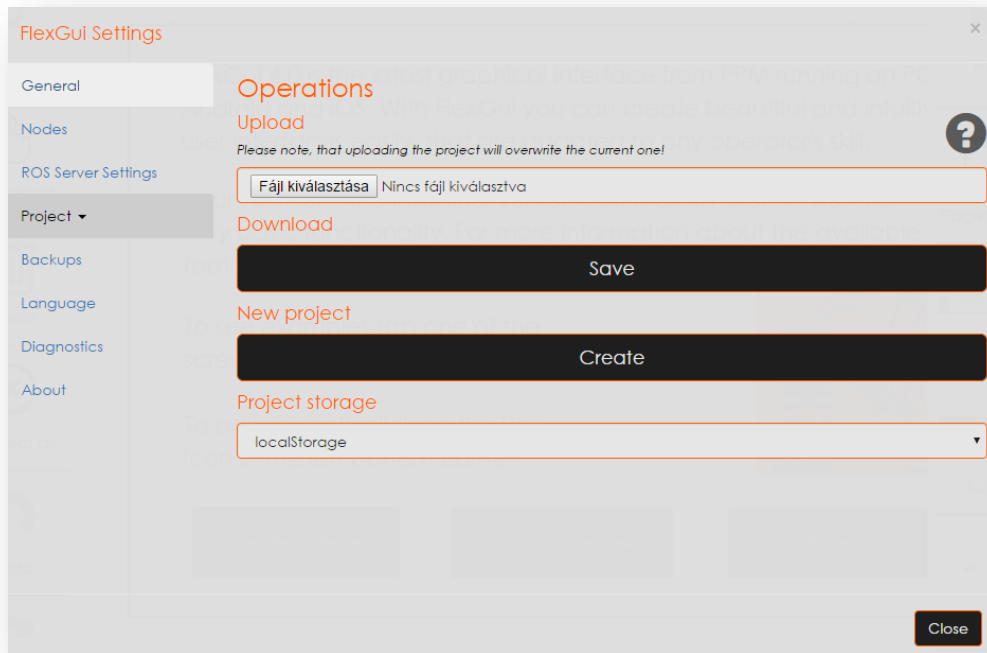 FlexGui Settings
×
General
Nodes
ROS Server Settings
Project
Backups
Language
Diagnostics
About
Operations
Upload
Please note, that uploading the project will overwrite the current one!
?
Fájl kiválasztása Nincs fájl kiválasztva
Download
Save
New project
Create
Project storage
localStorage
Close